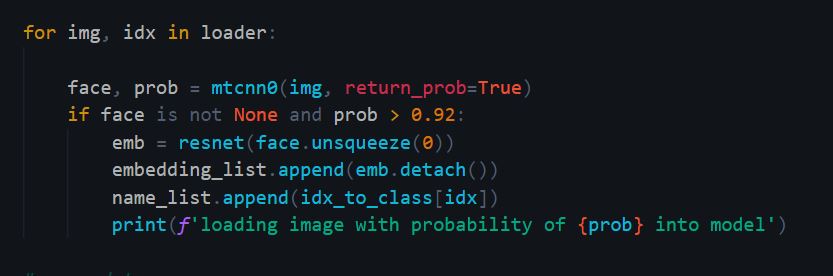 for img, idx in loader:
face, prob = mtcnn0(img, return_prob=True)
if face is not None and prob > 0.92:
emb = resnet(face.unsqueeze(0))
embedding_list.append(emb.detach())
name_list.append(idx_to_class[idx])
print(f'loading image with probability of {prob} into model')